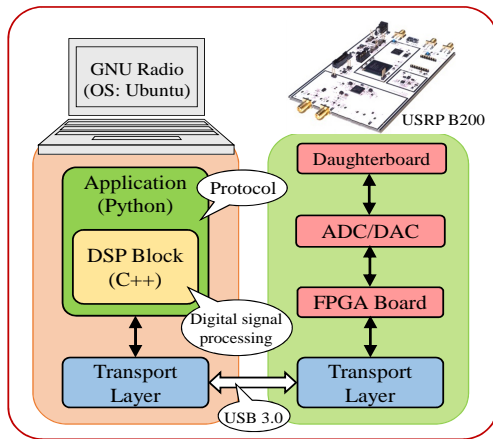 GNU Radio
(OS: Ubuntu)
USRP B200
Application
(Python)
Protocol
DSP Block
(C++)
Digital signal
processing
Transport
Layer
USB 3.0
Daughterboard
ADC/DAC
FPGA Board
Transport
Layer